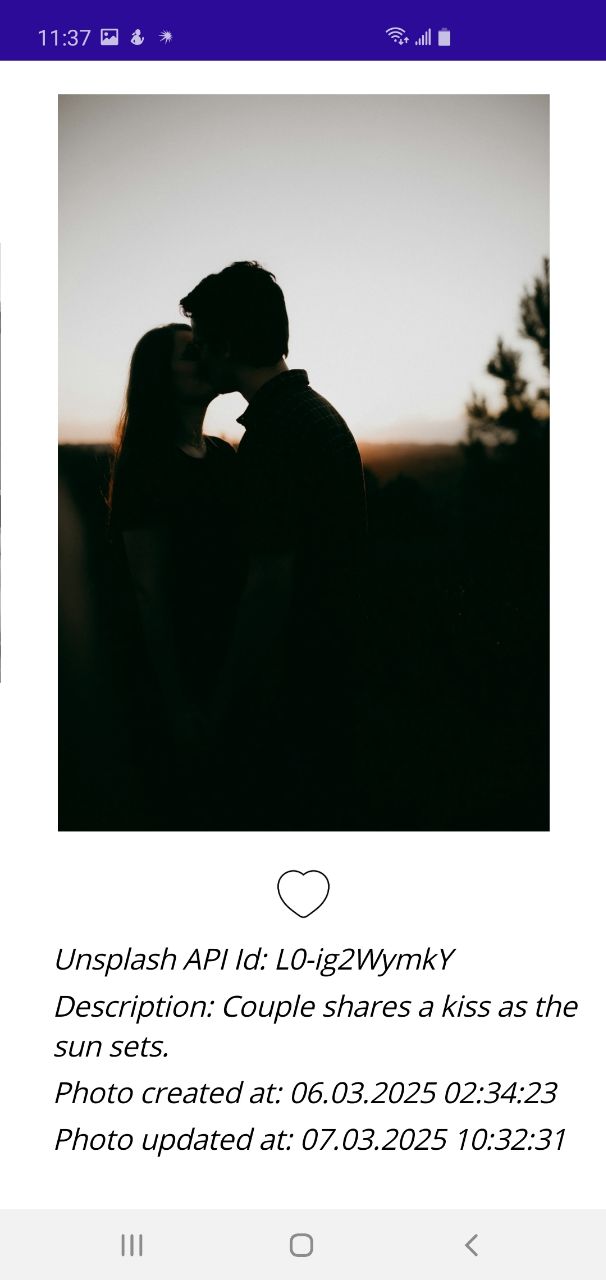 11:37
Unsplash API Id: L0-ig2WymkY
Description: Couple shares a kiss as the
sun sets.
Photo created at: 06.03.2025 02:34:23
Photo updated at: 07.03.2025 10:32:31